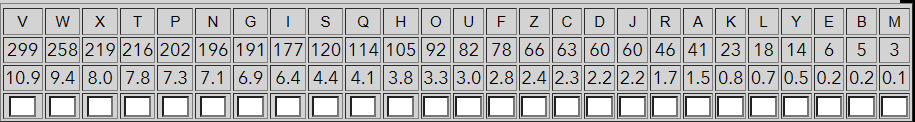 V W X T P N G I S Q H O U F Z C D J R A K L Y E B M
299 258 219 216 202 196 191 177 120 114 105 92 82 78 66 63 60 60 46 41 23 18 14 6 5 3
10.9 9.4 8.0 7.8 7.3 7.1 6.9 6.4 4.4 4.1 3.8 3.3 3.0 2.8 2.4 2.3 2.2 2.2 1.7 1.5 0.8 0.7 0.5 0.2 0.2 0.1